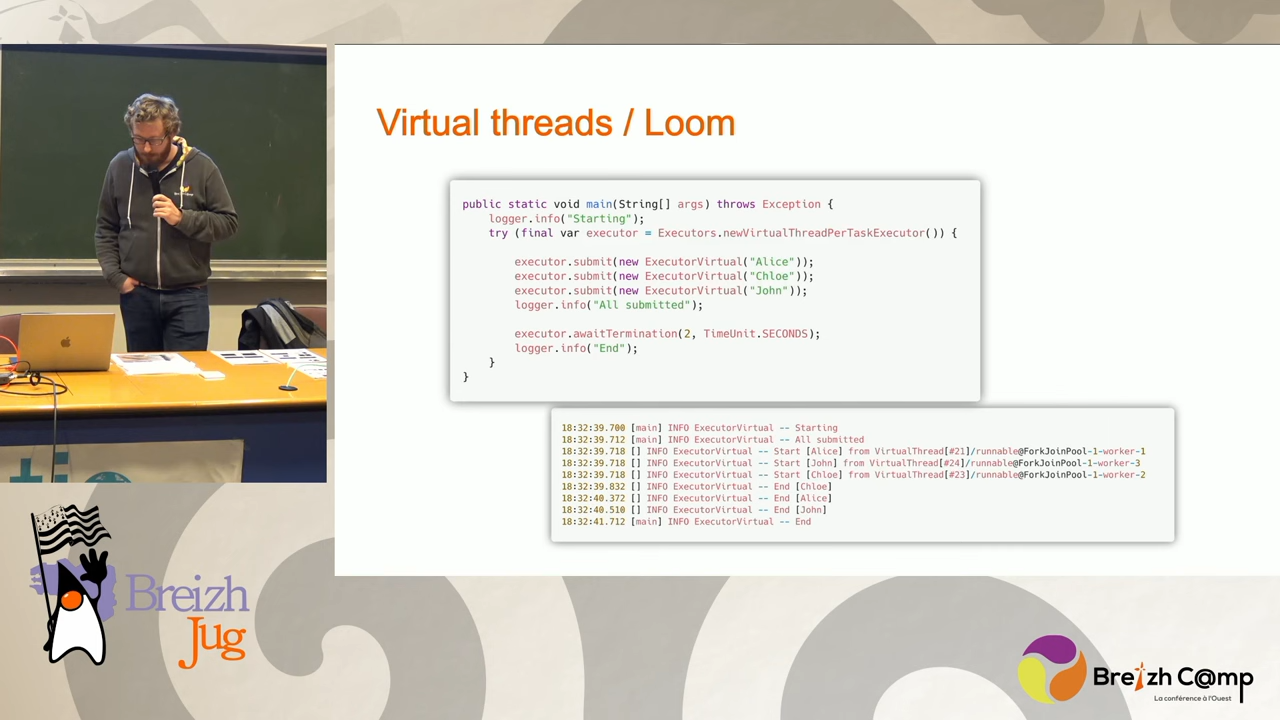 Virtual threads / Loom
public static void main(String[] args) throws Exception {
logger.info("Starting");
try (final var executor = Executors.newVirtualThreadPerTaskExecutor()) {
executor.submit(new ExecutorVirtual("Alice"));
executor.submit(new ExecutorVirtual("Chloe"));
executor.submit(new ExecutorVirtual("John"));
logger.info("All submitted");
executor.awaitTermination(2, TimeUnit.SECONDS);
logger.info("End");
}
}
18:32:39.700 [main] INFO ExecutorVirtual -- Starting
18:32:39.712 [main] INFO ExecutorVirtual -- All submitted
18:32:39.718 [] INFO ExecutorVirtual -- Start [Alice] from VirtualThread[#21]/runnable@ForkJoinPool-1-worker-1
18:32:39.718 [] INFO ExecutorVirtual -- Start [John] from VirtualThread[#24]/runnable@ForkJoinPool-1-worker-3
18:32:39.718 [] INFO ExecutorVirtual -- Start [Chloe] from VirtualThread[#23]/runnable@ForkJoinPool-1-worker-2
18:32:39.832 [] INFO ExecutorVirtual -- End [Chloe]
18:32:40.372 [] INFO ExecutorVirtual -- End [Alice]
18:32:40.510 [] INFO ExecutorVirtual -- End [John]
18:32:41.712 [main] INFO ExecutorVirtual -- End
Breizh
Jug
Breizh C@mp
La conférence à l'Ouest